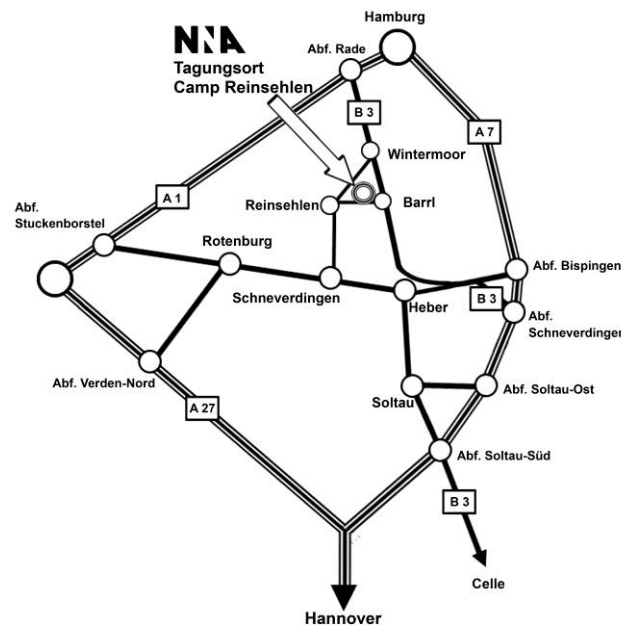 Hamburg
NNA
Abf. Rade
Tagungsort
Camp Reinsehlen
B 3
A 7
Wintermoor
A 1
Reinsehlen
Barrl
Abf.
Stuckenborstel
Rotenburg
Abf. Bispingen
Schneverdingen
Heber
B 3
Abf.
Schneverdingen
Abf. Verden-Nord
Soltau
Abf. Soltau-Ost
A 27
Abf. Soltau-Süd
B 3
Celle
Hannover